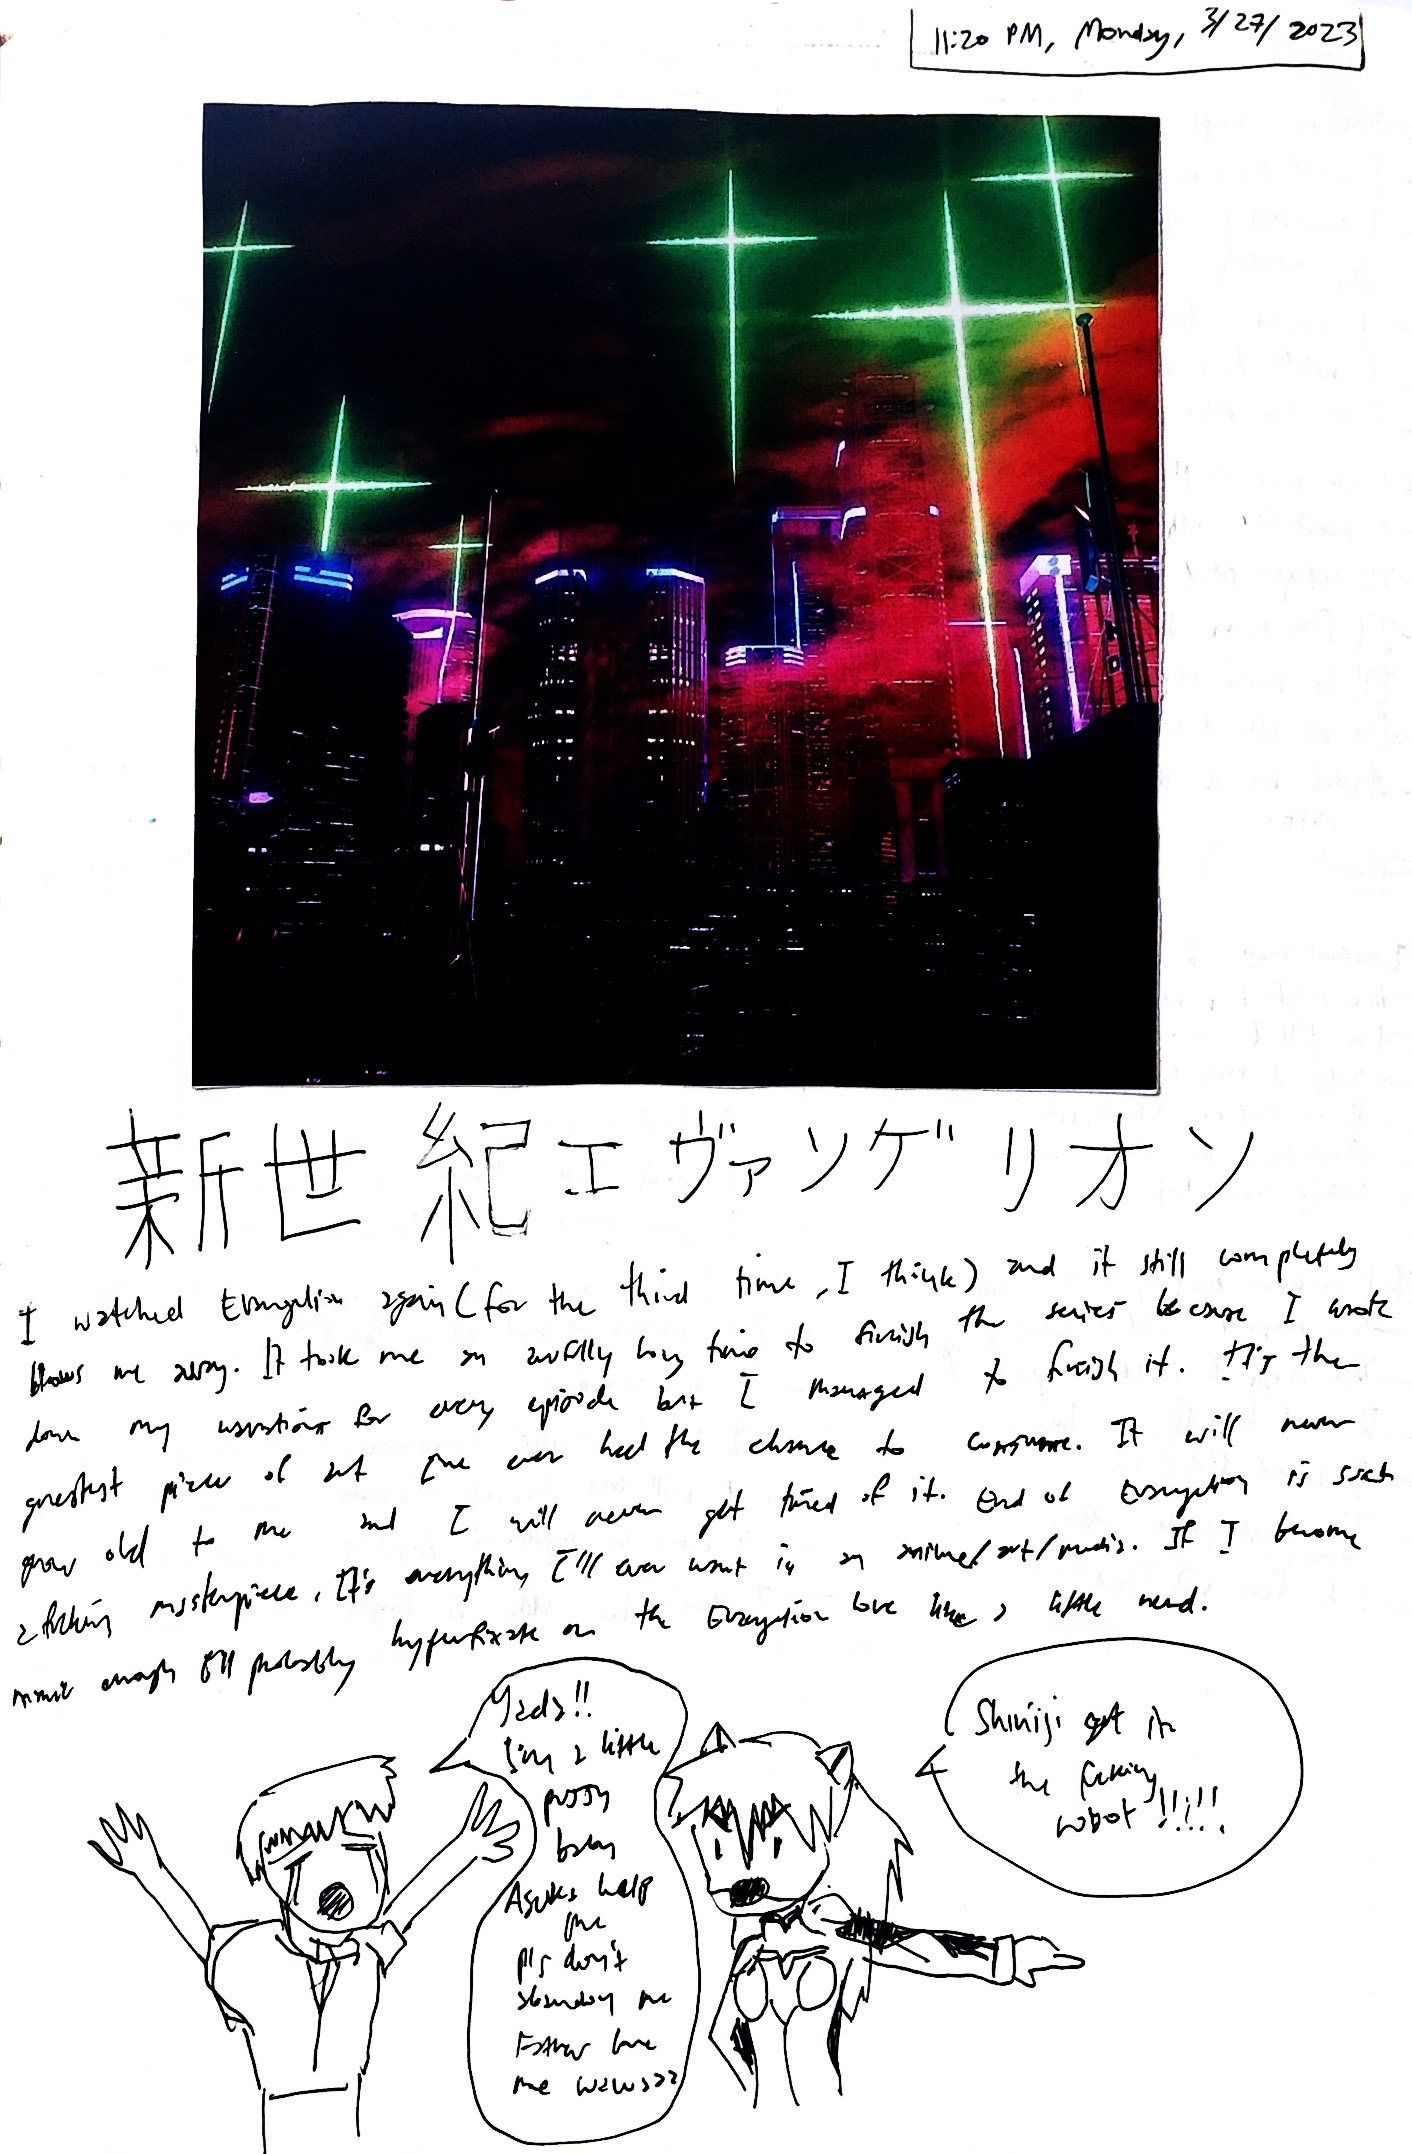 11:20 PM, Monday, 3/27/2023
新世紀エヴァンゲリオン
I watched Evangelion again (for the third time, I think) and it still completely
blows me away. It took me an awfully long time to finish the series because I wrote
down my for every episode but I managed to finish it. It's the
greatest piece of art I've ever had the chance to consume. It will never
grow old to me and I will never get tired of it. End of Evangelion is such
a fucking masterpiece. It's everything I'll ever want in an anime/art/media. If I become
manic enough I'll probably hyperfixate on the Evangelion lore like a little nerd.
I'm a little
pussy
baby
Asuka help
me
pls don't
abandon me
Father love
me
Shiniji get in
the fucking
robot!!!!!